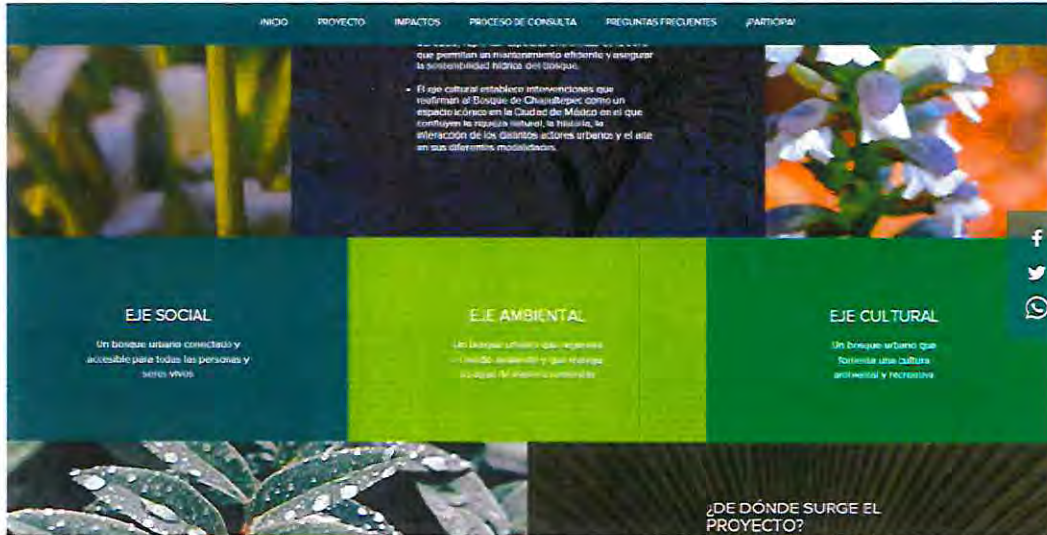 INICIO PROYECTO IMPACTOS PROCESO DE CONSULTA PREGUNTAS FRECUENTES ¡PARTICIPA!
que permitan un mantenimiento eficiente y asegurar
la sostenibilidad hídrica del bosque.
• El eje cultural establece intervenciones que
reafirman al Bosque de Chapultepec como un
espacio icónico en la Ciudad de México en el que
confluyen la riqueza natural, la historia, la
interacción de los distintos actores urbanos y el arte
en sus diferentes modalidades.
EJE SOCIAL
Un bosque urbano conectado y
accesible para todas las personas y
seres vivos
EJE AMBIENTAL
Un bosque urbano que
EJE CULTURAL
Un bosque urbano que
fomenta una cultura
ambiental y recreativa
¿DE DÓNDE SURGE EL
PROYECTO?